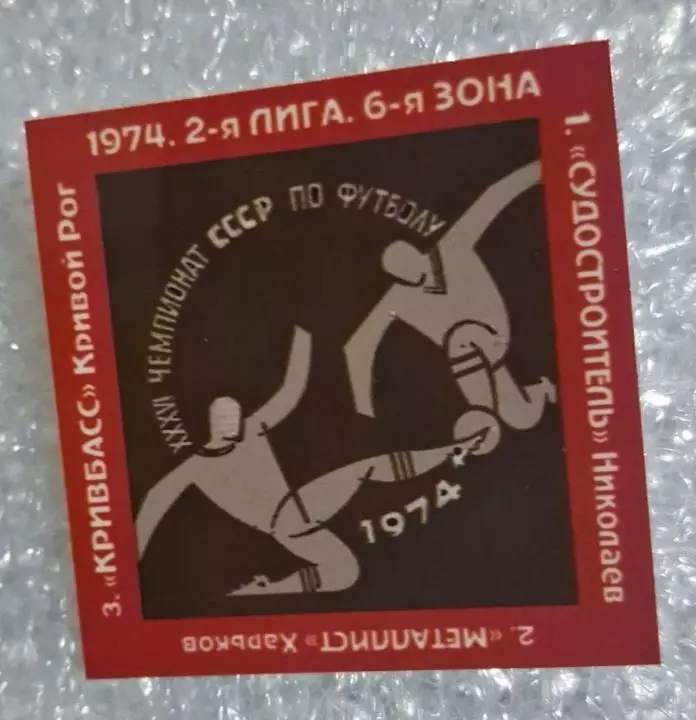 1974. 2-я ЛИГА. 6-я ЗОНА
1. «СУДОСТРОИТЕЛЬ» Николаев
2. «МЕТАЛЛИСТ» Харьков
3. «КРИВБАСС» Кривой Рог
XXXVI ЧЕМПИОНАТ СССР ПО ФУТБОЛУ
1974